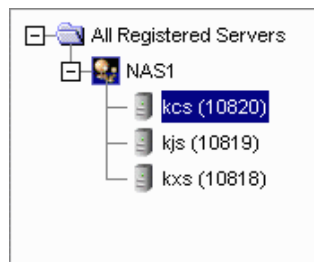 All Registered Servers
NAS1
kcs (10820)
kjs (10819)
kxs (10818)